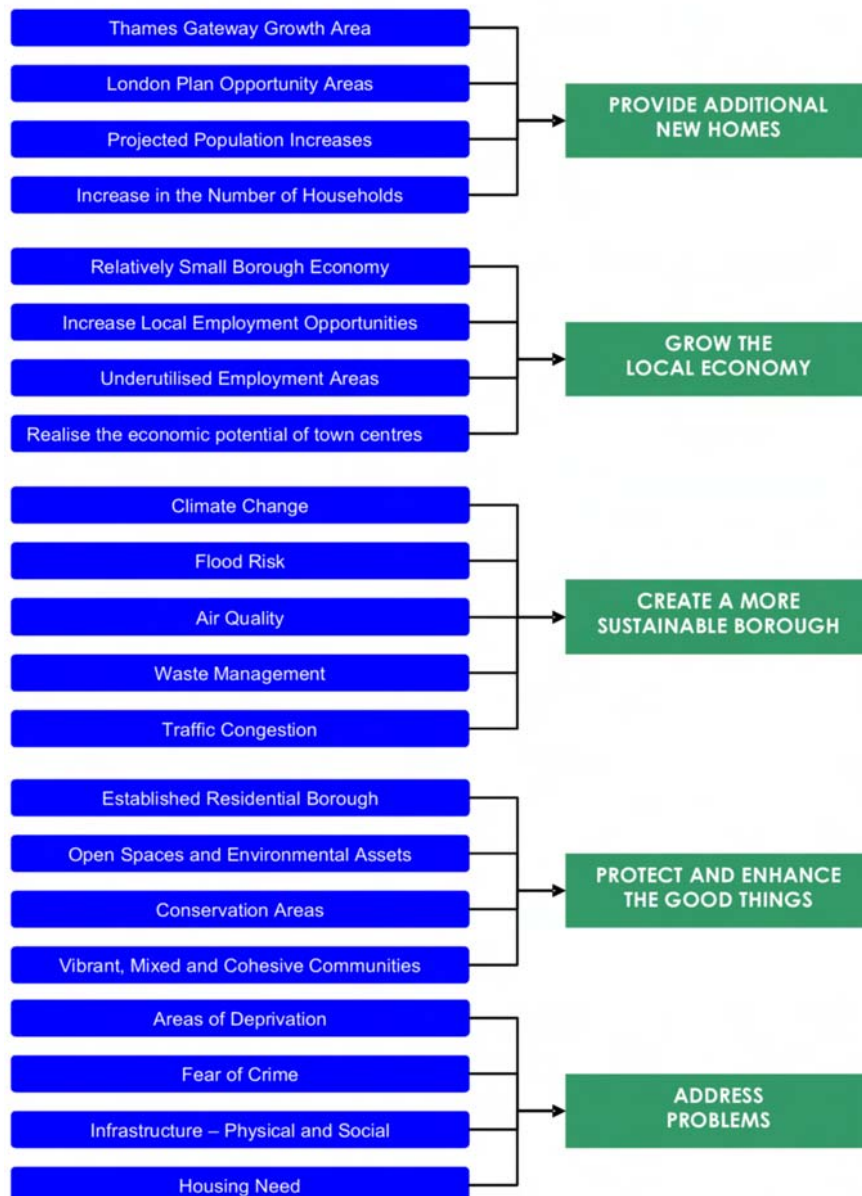 Thames Gateway Growth Area
London Plan Opportunity Areas
Projected Population Increases
Increase in the Number of Households
PROVIDE ADDITIONAL
NEW HOMES
Relatively Small Borough Economy
Increase Local Employment Opportunities
Underutilised Employment Areas
Realise the economic potential of town centres
GROW THE
LOCAL ECONOMY
Climate Change
Flood Risk
Air Quality
Waste Management
Traffic Congestion
CREATE A MORE
SUSTAINABLE BOROUGH
Established Residential Borough
Open Spaces and Environmental Assets
Conservation Areas
Vibrant, Mixed and Cohesive Communities
PROTECT AND ENHANCE
THE GOOD THINGS
Areas of Deprivation
Fear of Crime
Infrastructure – Physical and Social
Housing Need
ADDRESS
PROBLEMS